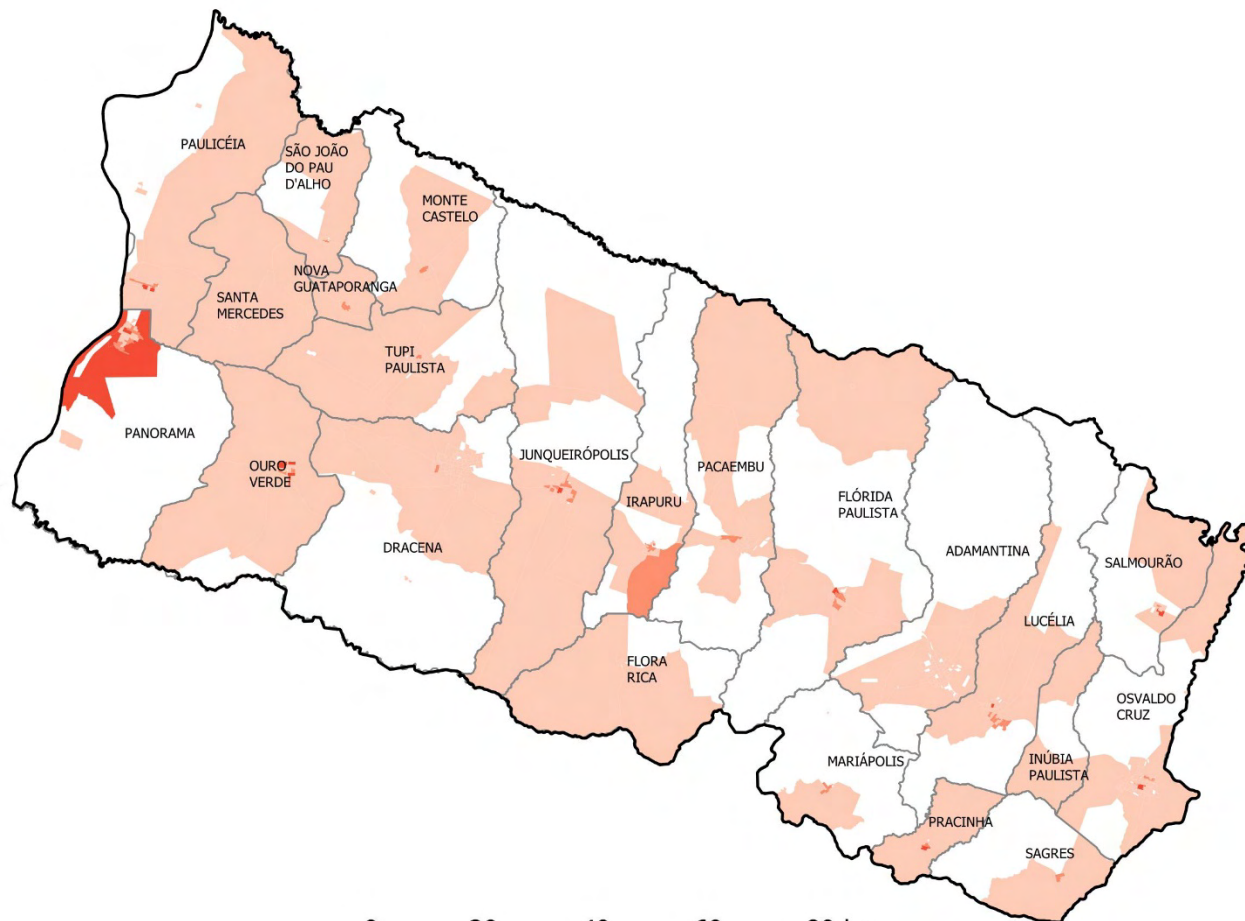 PAULICÉIA
SÃO JOÃO
DO PAU
D'ALHO
MONTE
CASTELO
NOVA
GUATAPORANGA
SANTA
MERCEDES
TUPI
PAULISTA
PANORAMA
OURO
VERDE
DRACENA
JUNQUEIRÓPOLIS
IRAPURU
PACAEMBU
FLÓRIDA
PAULISTA
ADAMANTINA
SALMOURÃO
LUCÉLIA
FLORA
RICA
OSVALDO
CRUZ
MARIÁPOLIS
INÚBIA
PAULISTA
PRACINHA
SAGRES